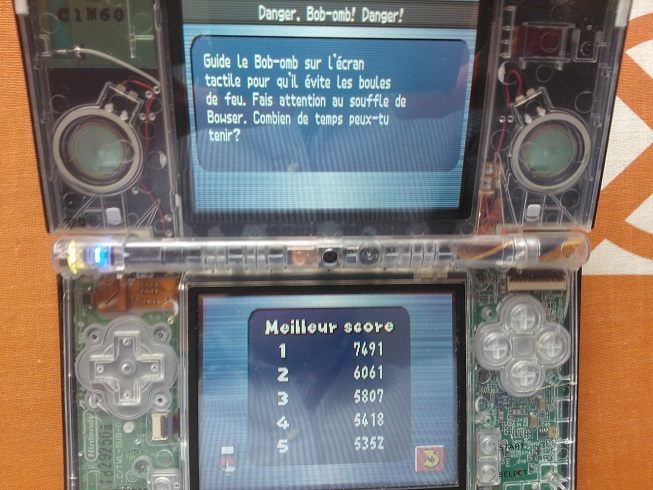 C1M60
Danger, Bob-omb! Danger!
Guide le Bob-omb sur l'écran
tactile pour qu'il évite les boules
de feu. Fais attention au souffle de
Bowser. Combien de temps peux-tu
tenir?
Meilleur score
1 7491
2 6061
3 5807
4 5418
5 5352
Nintendo
SELECT